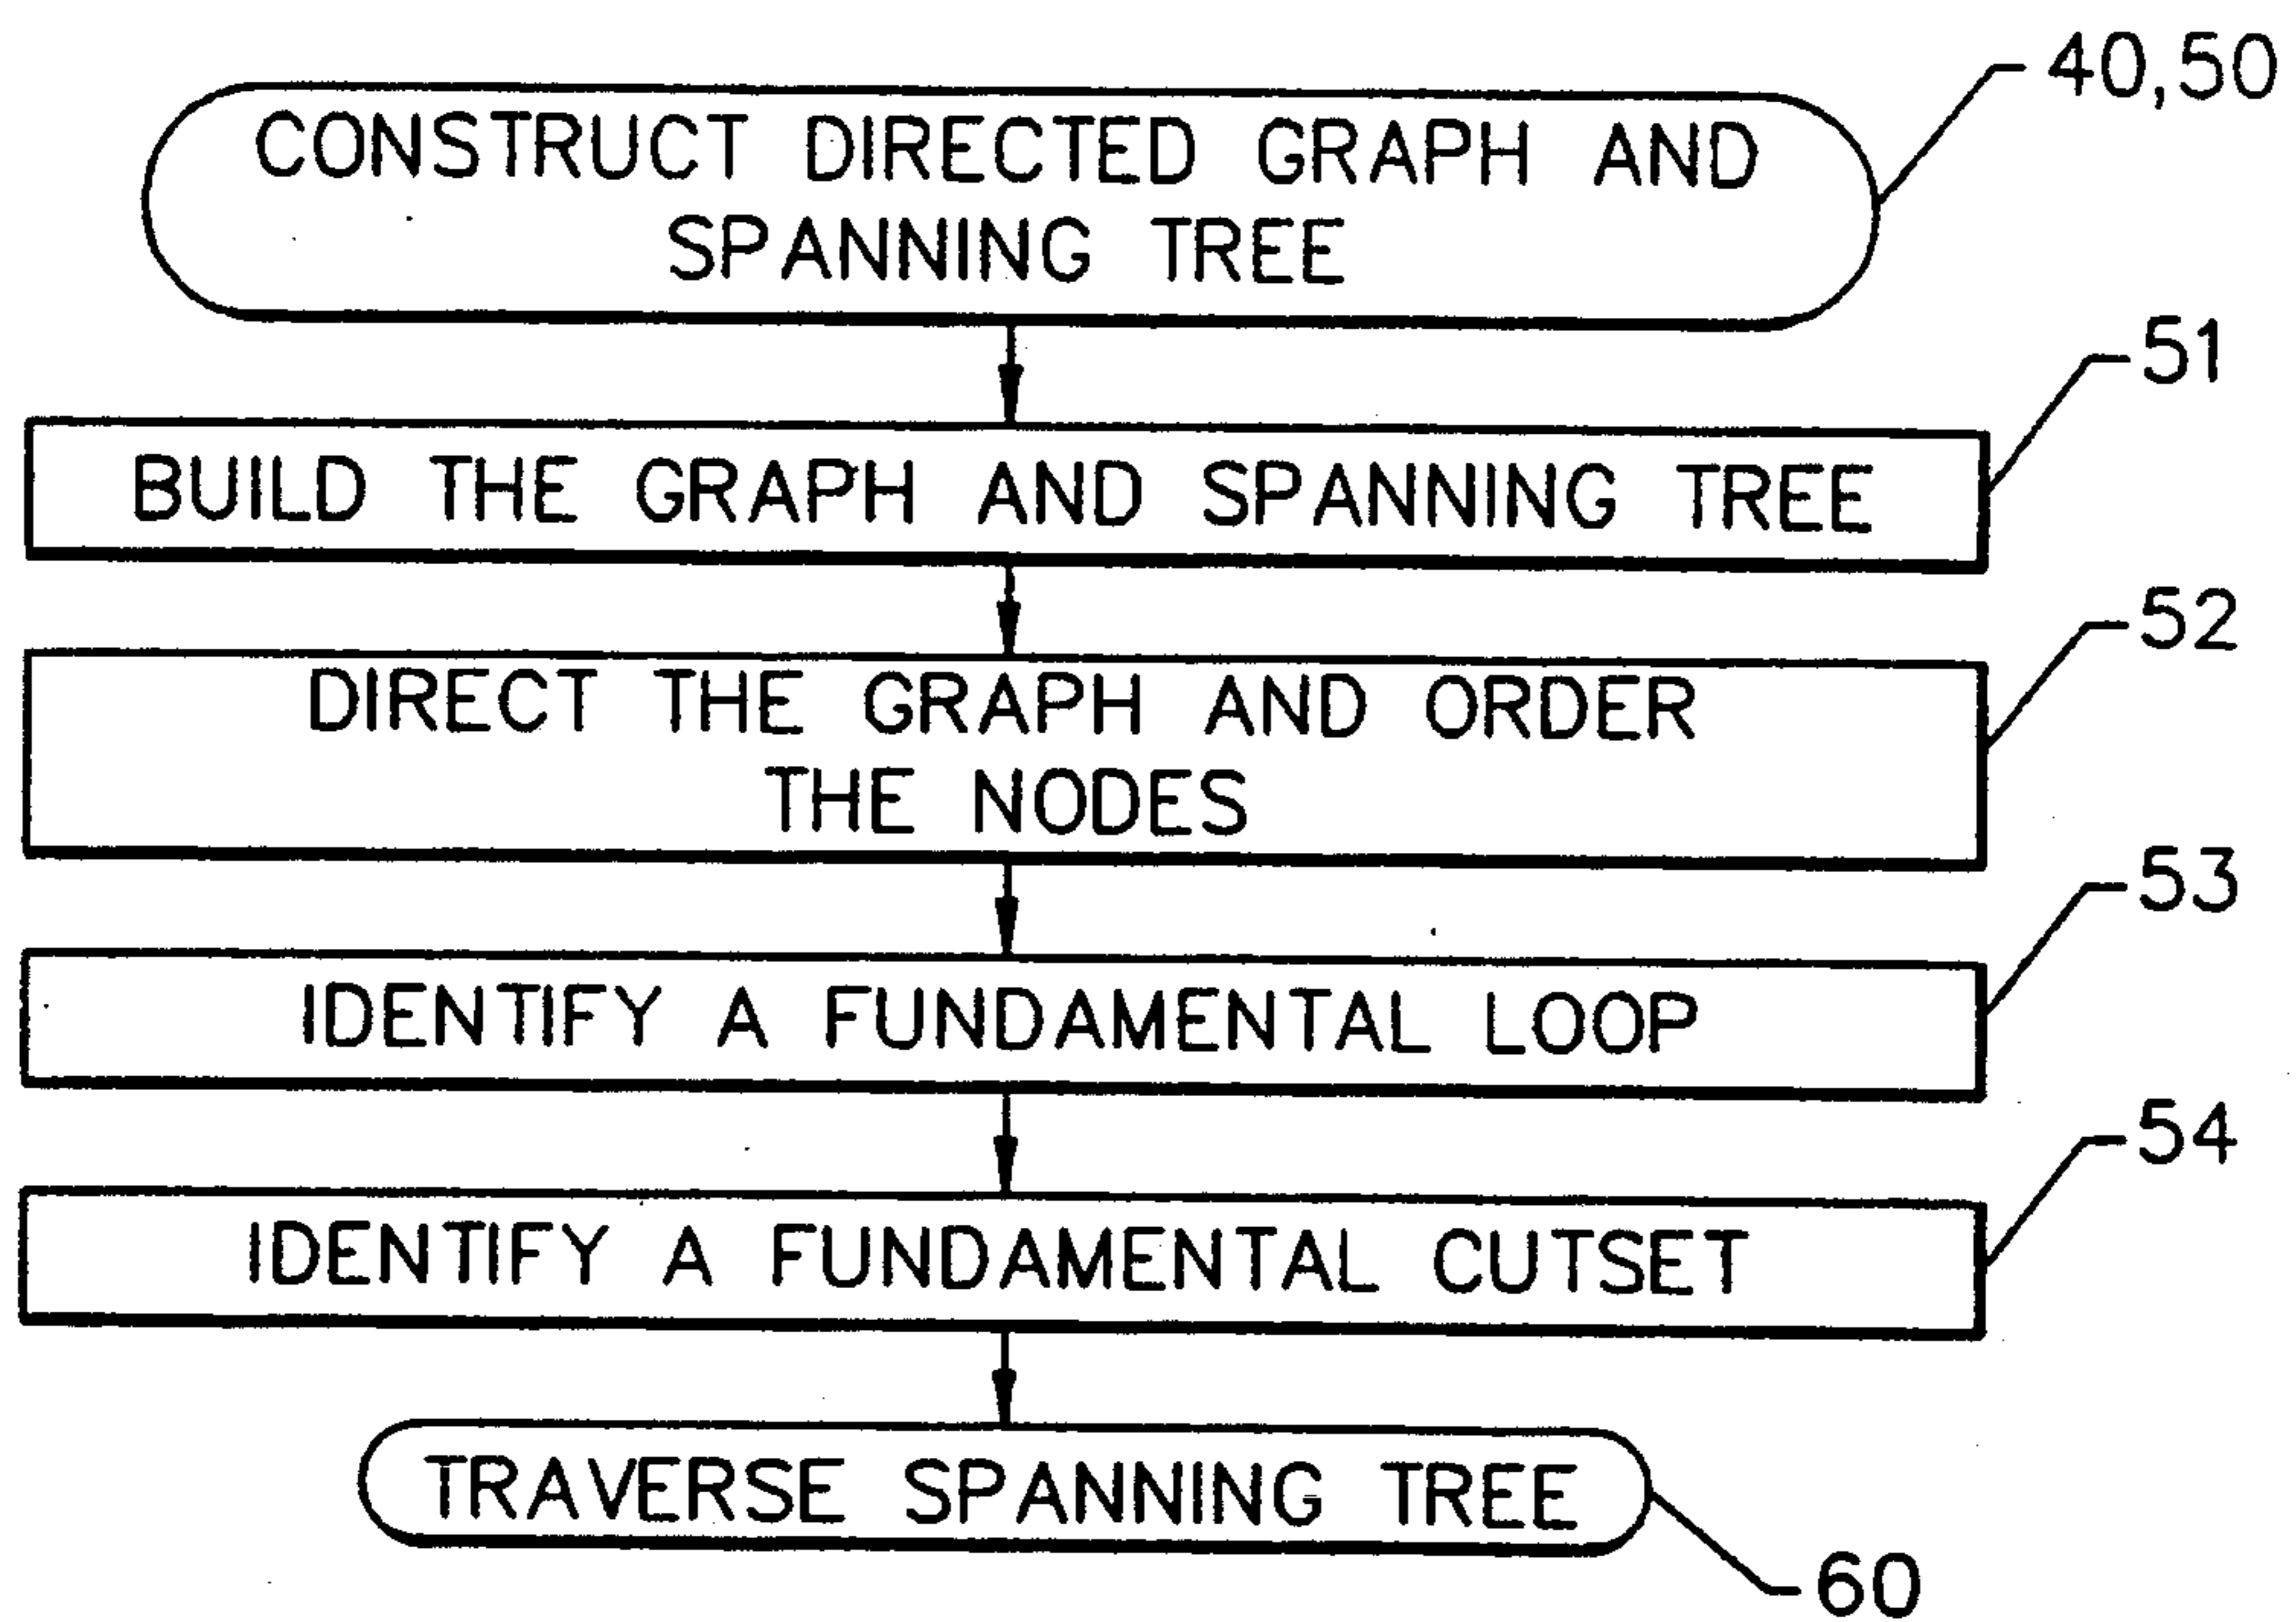 40,50
CONSTRUCT DIRECTED GRAPH AND
SPANNING TREE
51
BUILD THE GRAPH AND SPANNING TREE
52
DIRECT THE GRAPH AND ORDER
THE NODES
53
IDENTIFY A FUNDAMENTAL LOOP
54
IDENTIFY A FUNDAMENTAL CUTSET
TRAVERSE SPANNING TREE
60